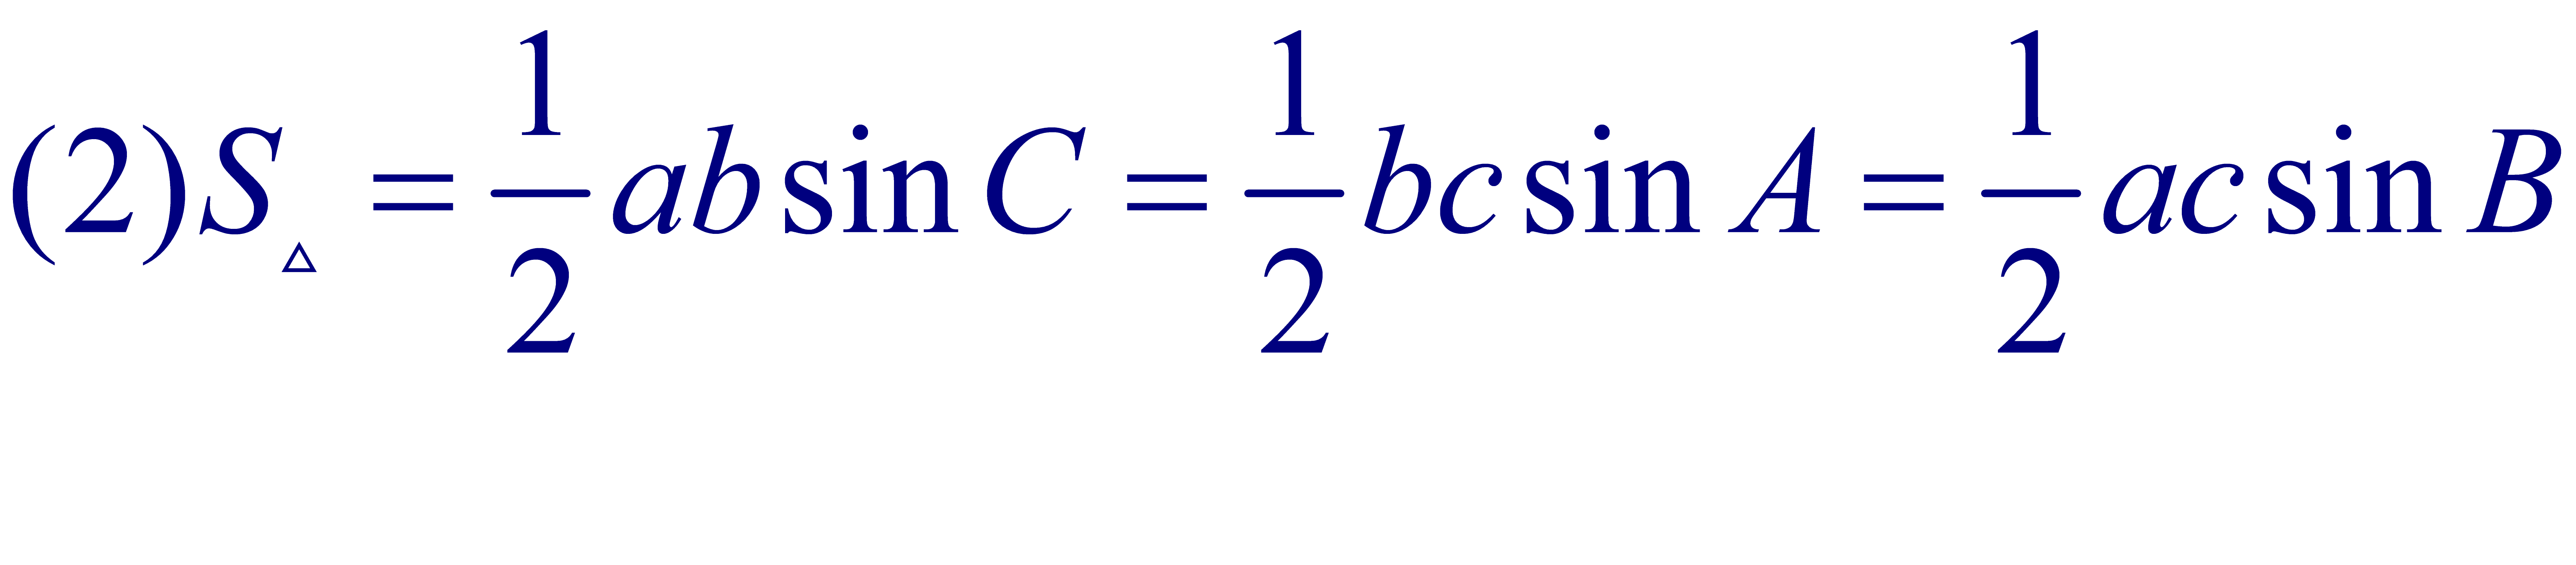 (2) S△ = 1/2 ab sin C = 1/2 bc sin A = 1/2 ac sin B